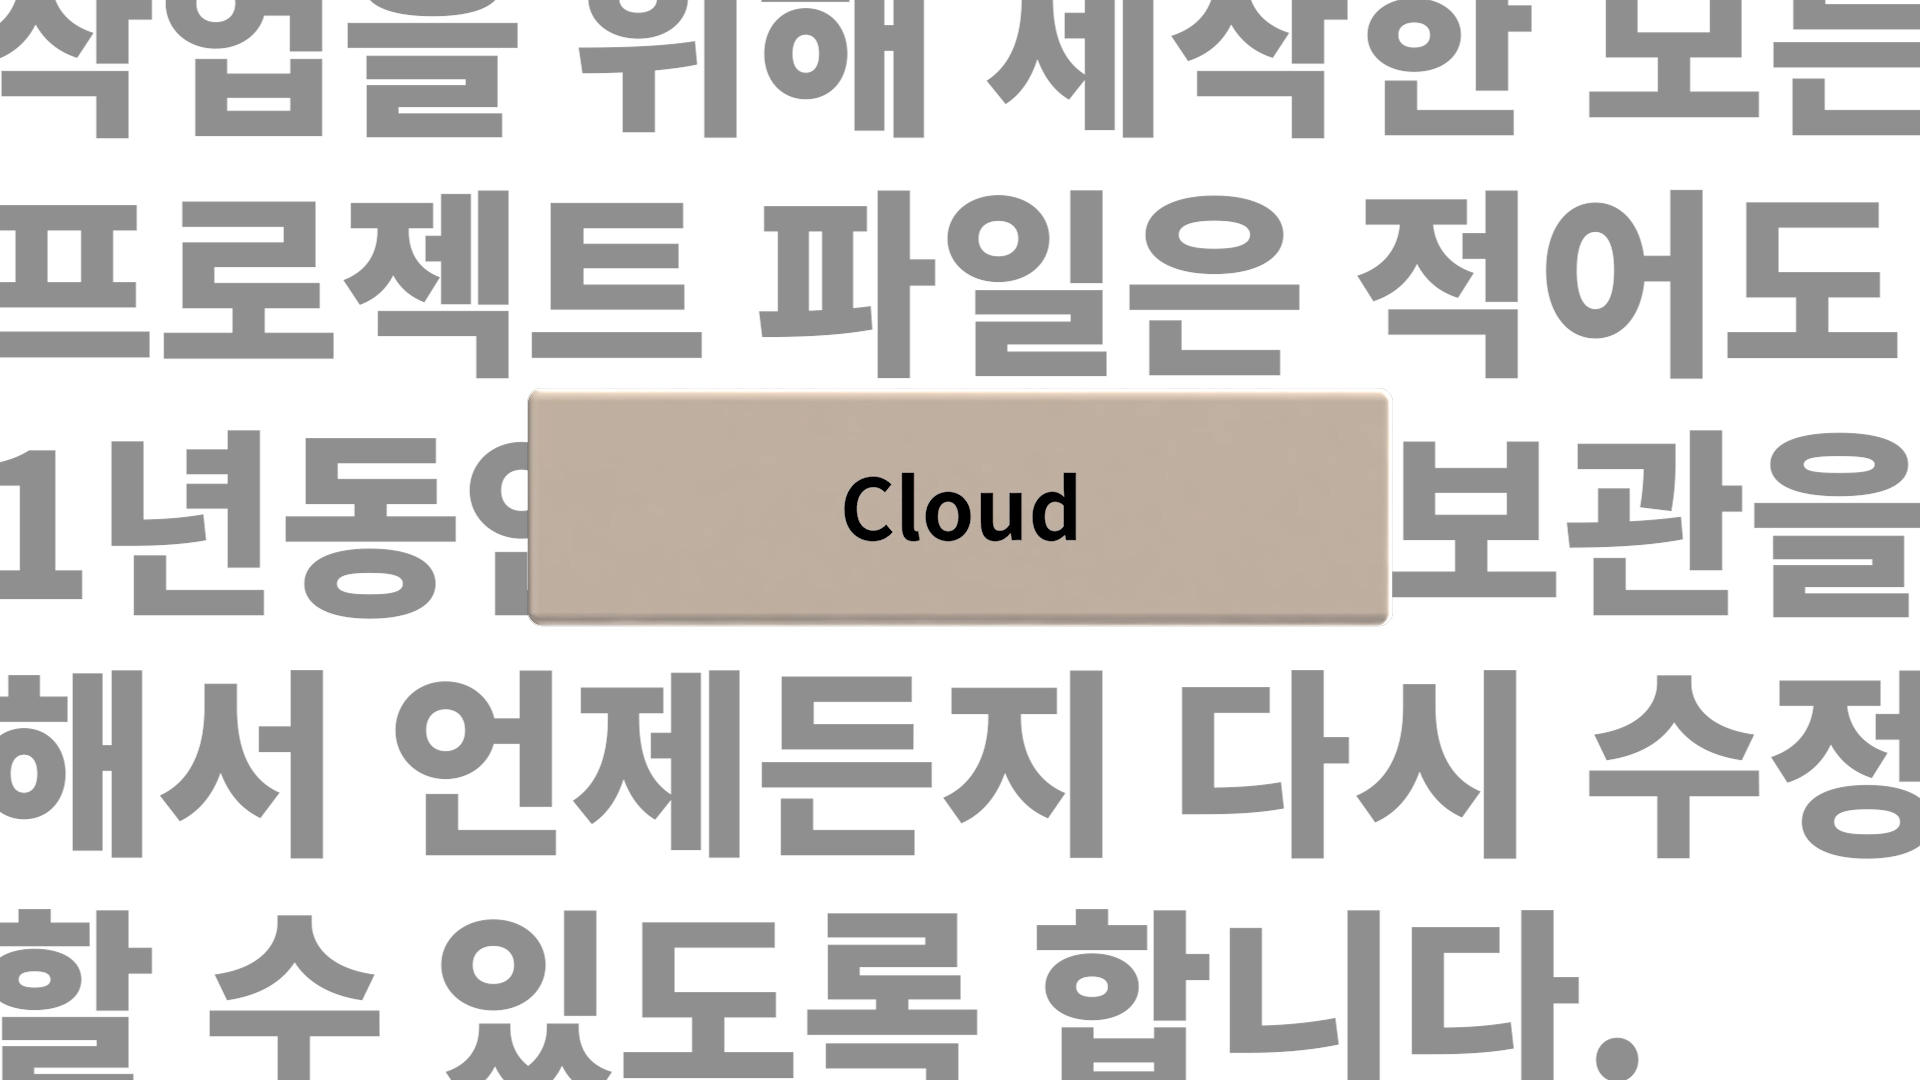 작업을 위해 제작한 모든
프로젝트 파일은 적어도
1년동안 보관을
Cloud
해서 언제든지 다시 수정
할 수 있도록 합니다.